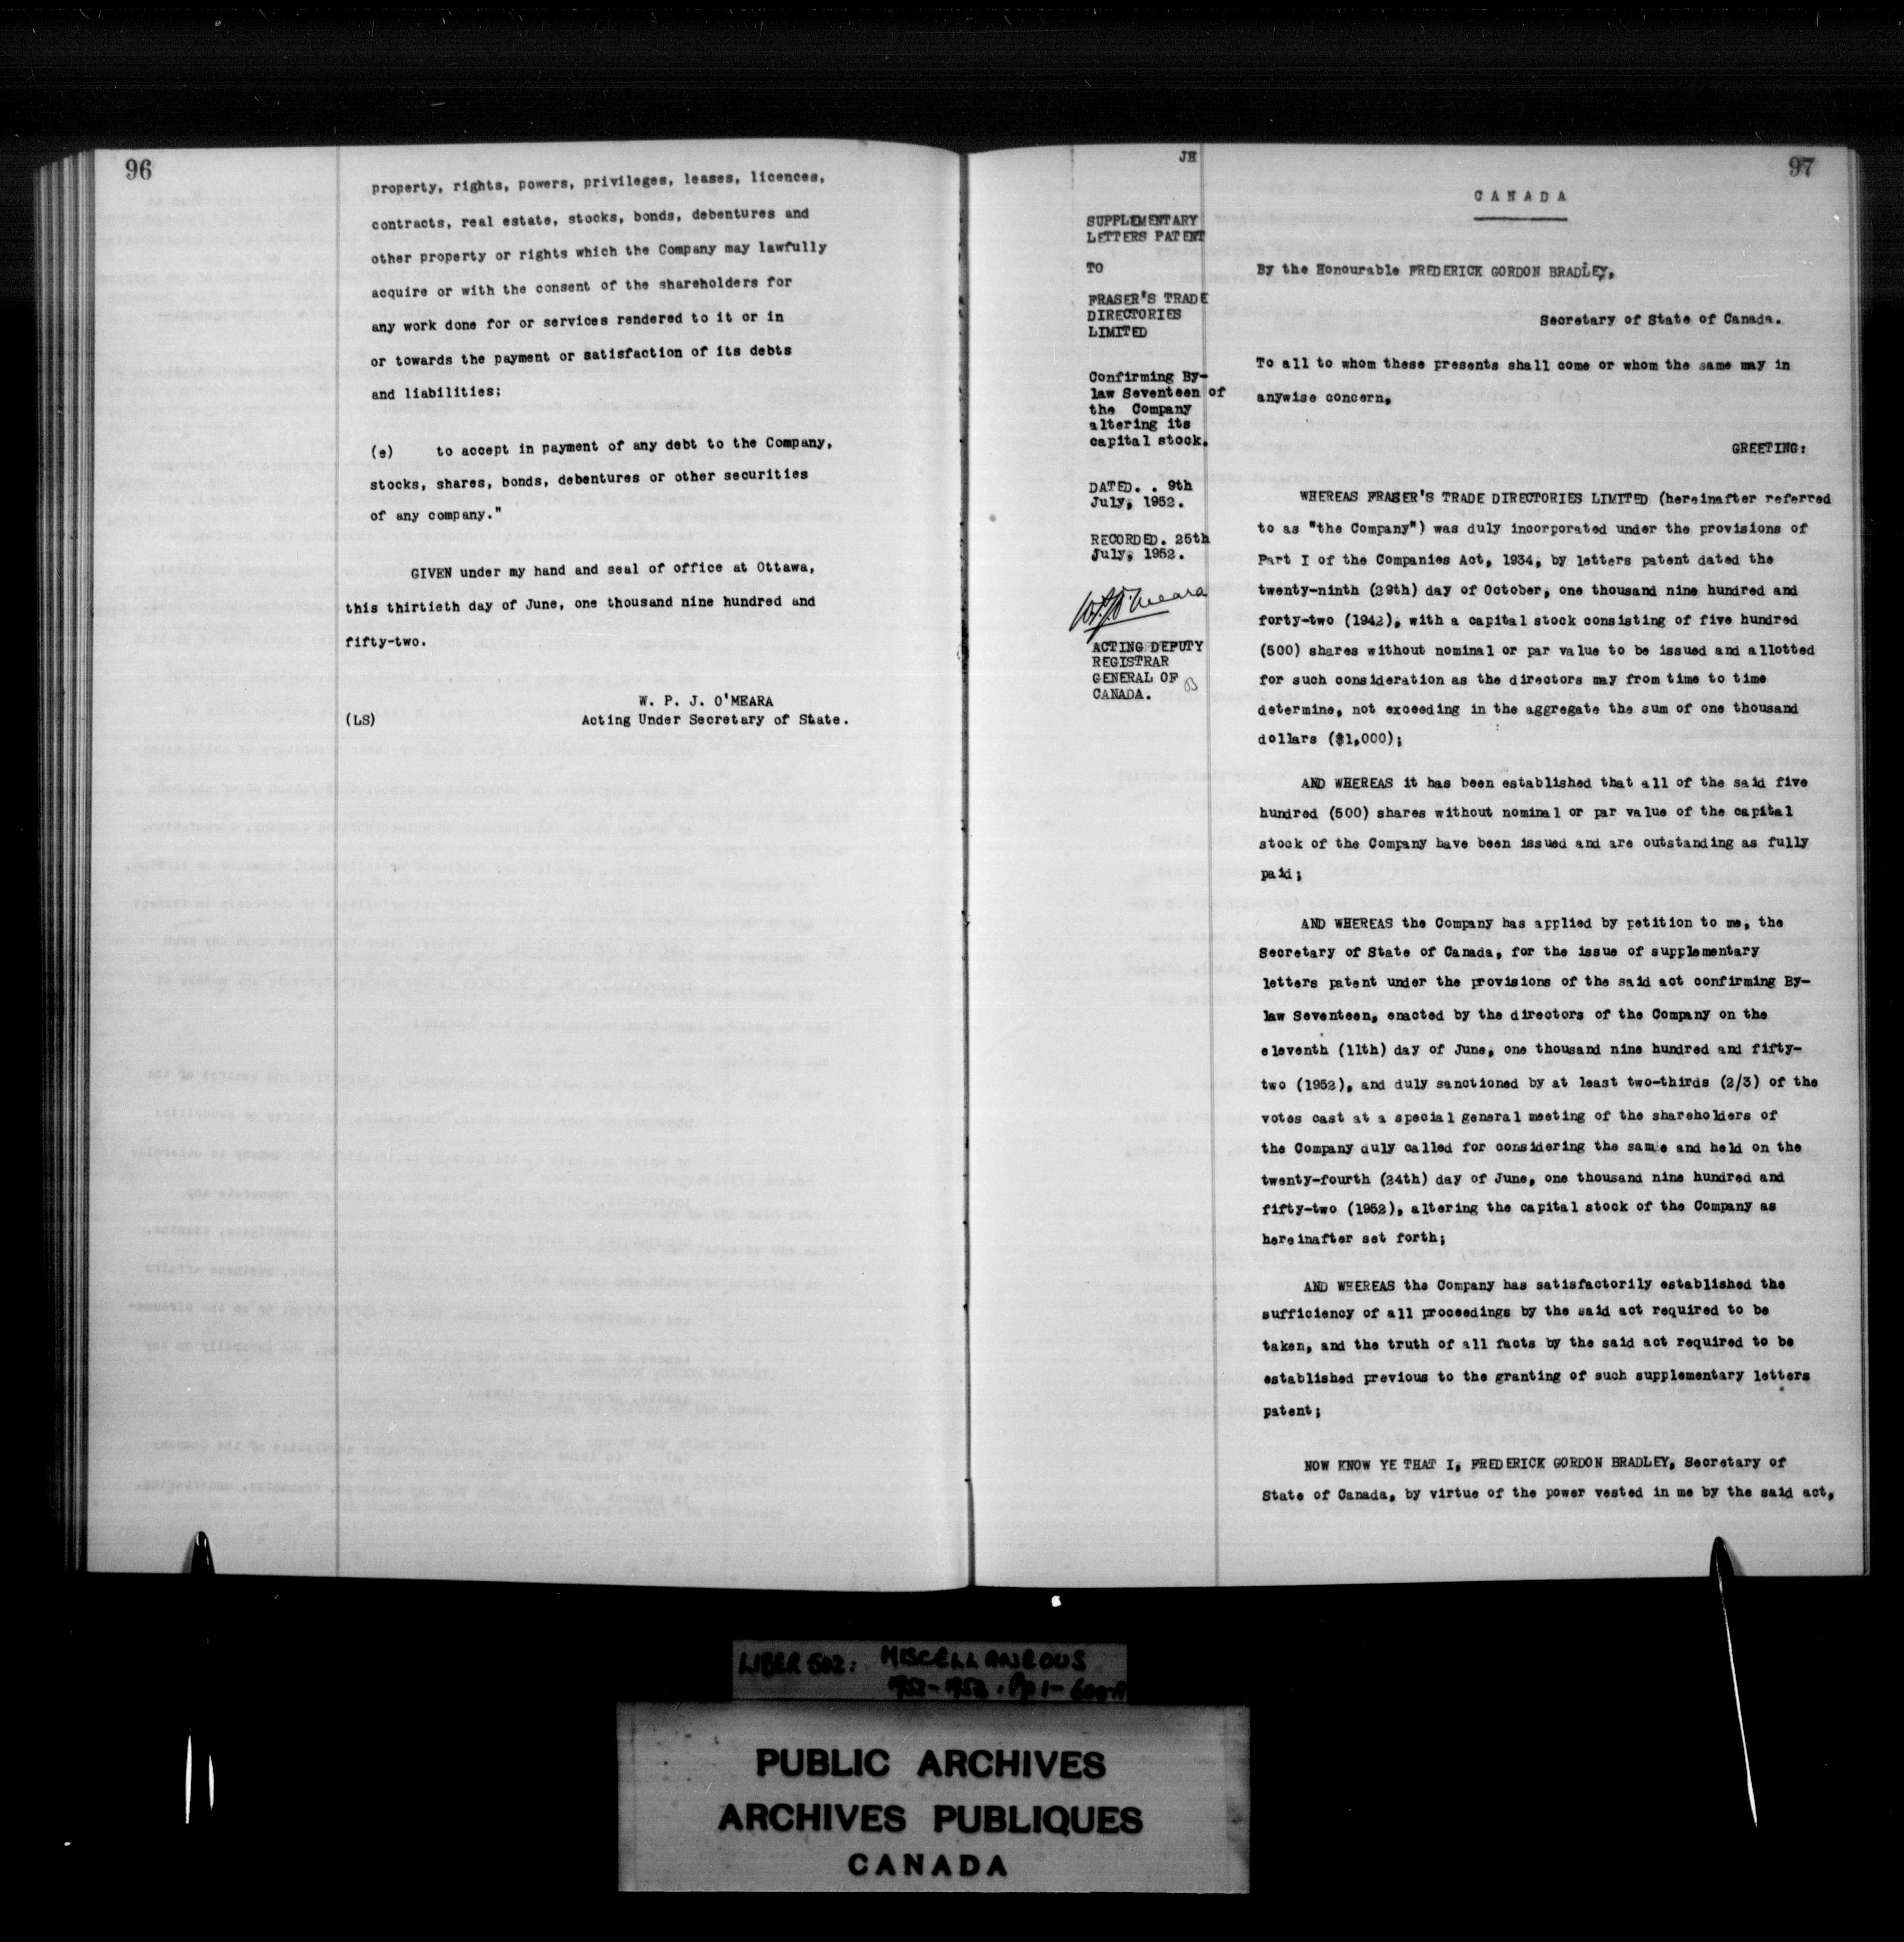 96
property, rights, powers, privileges, leases, licences,
contracts, real estate, stocks, bonds, debentures and
other property or rights which the Company may lawfully
acquire or with the consent of the shareholders for
any work done for or services rendered to it or in
or towards the payment or satisfaction of its debts
and liabilities;
(e) to accept in payment of any debt to the Company,
stocks, shares, bonds, debentures or other securities
of any company."
GIVEN under my hand and seal of office at Ottawa,
this thirtieth day of June, one thousand nine hundred and
fifty-two.
W. P. J. O'MEARA
(LS) Acting Under Secretary of State.
JH
97
SUPPLEMENTARY
LETTERS PATENT
TO
FRASER'S TRADE
DIRECTORIES
LIMITED
Confirming By-
law Seventeen of
the Company
altering its
capital stock.
DATED. . 9th
July, 1952.
RECORDED. 25th
July, 1952.
W.P.J. O'Meara
ACTING DEPUTY
REGISTRAR
GENERAL OF
CANADA.
CANADA
By the Honourable FREDERICK GORDON BRADLEY,
Secretary of State of Canada.
To all to whom these presents shall come or whom the same may in
anywise concern,
GREETING:
WHEREAS FRASER'S TRADE DIRECTORIES LIMITED (hereinafter referred
to as "the Company") was duly incorporated under the provisions of
Part I of the Companies Act, 1934, by letters patent dated the
twenty-ninth (29th) day of October, one thousand nine hundred and
forty-two (1942), with a capital stock consisting of five hundred
(500) shares without nominal or par value to be issued and allotted
for such consideration as the directors may from time to time
determine, not exceeding in the aggregate the sum of one thousand
dollars ($1,000);
AND WHEREAS it has been established that all of the said five
hundred (500) shares without nominal or par value of the capital
stock of the Company have been issued and are outstanding as fully
paid;
AND WHEREAS the Company has applied by petition to me, the
Secretary of State of Canada, for the issue of supplementary
letters patent under the provisions of the said act confirming By-
law Seventeen, enacted by the directors of the Company on the
eleventh (11th) day of June, one thousand nine hundred and fifty-
two (1952), and duly sanctioned by at least two-thirds (2/3) of the
votes cast at a special general meeting of the shareholders of
the Company duly called for considering the same and held on the
twenty-fourth (24th) day of June, one thousand nine hundred and
fifty-two (1952), altering the capital stock of the Company as
hereinafter set forth;
AND WHEREAS the Company has satisfactorily established the
sufficiency of all proceedings by the said act required to be
taken, and the truth of all facts by the said act required to be
established previous to the granting of such supplementary letters
patent;
NOW KNOW YE THAT I, FREDERICK GORDON BRADLEY, Secretary of
State of Canada, by virtue of the power vested in me by the said act,
LIBER 502: MISCELLANEOUS
Pp 1-
PUBLIC ARCHIVES
ARCHIVES PUBLIQUES
CANADA